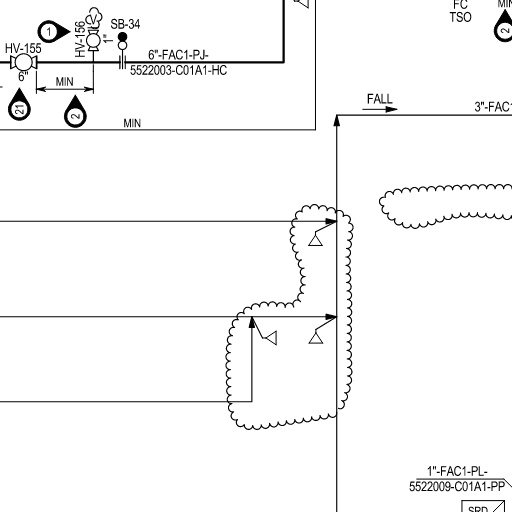 FC
TSO
MIN
2
1
HV-156
1"
V
SB-34
HV-155
6"
6"-FAC1-PJ-
5522003-C01A1-HC
MIN
21
2
MIN
FALL
3"-FAC1
1"-FAC1-PL-
5522009-C01A1-PP
SRD